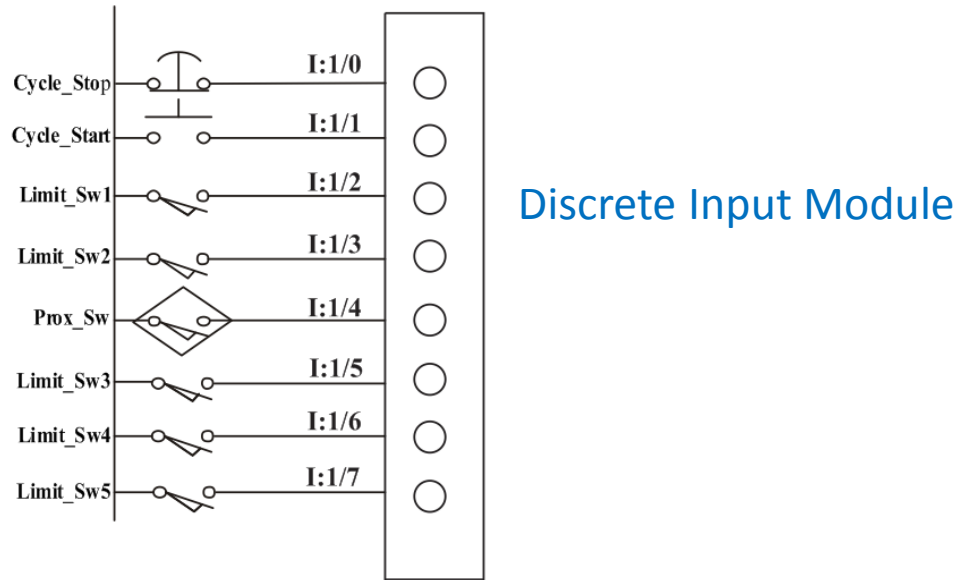 Cycle_Stop I:1/0
Cycle_Start I:1/1
Limit_Sw1 I:1/2
Discrete Input Module
Limit_Sw2 I:1/3
Prox_Sw I:1/4
Limit_Sw3 I:1/5
Limit_Sw4 I:1/6
Limit_Sw5 I:1/7